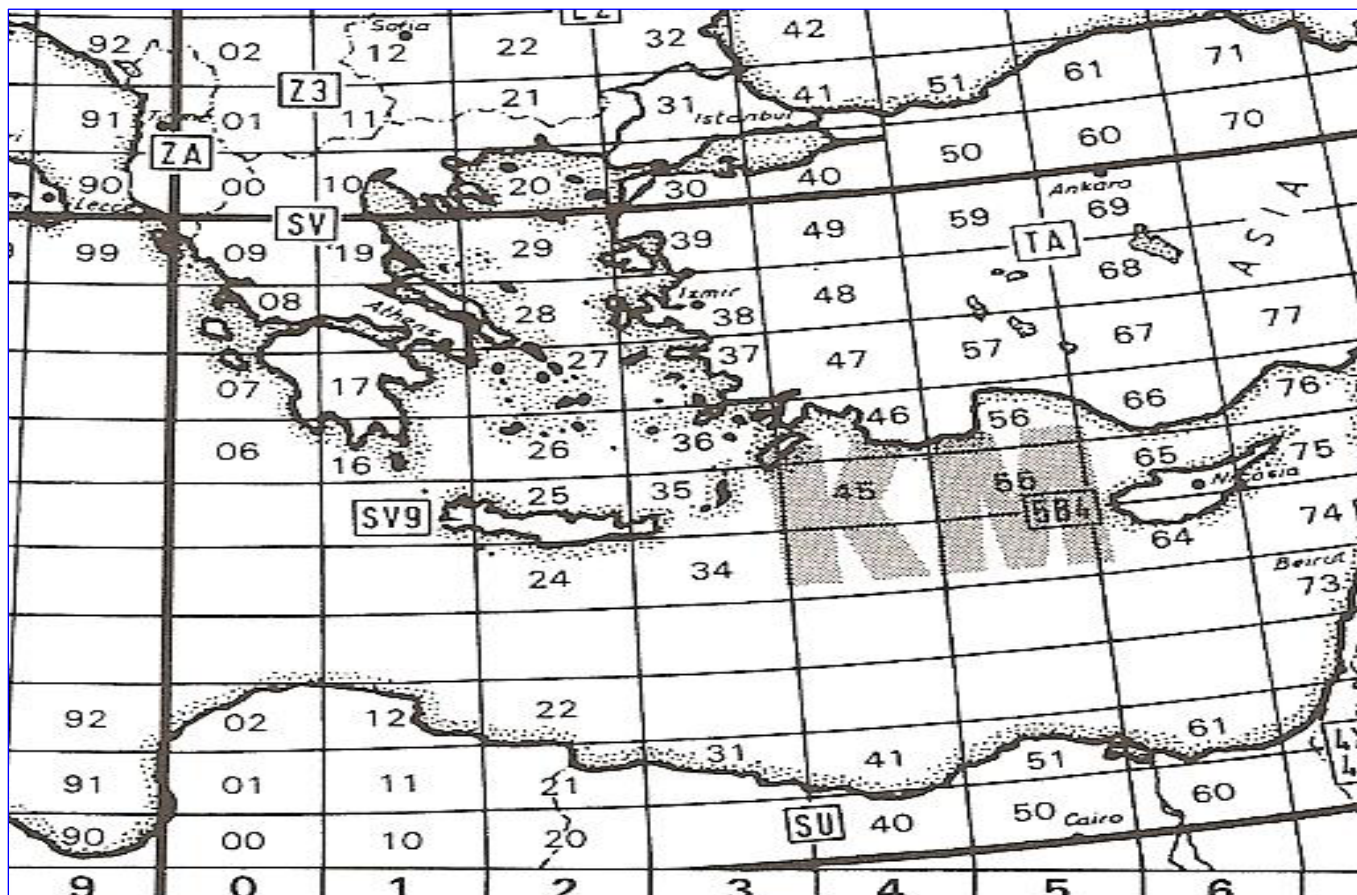 LZ
92 02 Sofia 12 22 32 42
Z3 21 31 41 51 61 71
91 01 11 Istanbul
ZA 60 70
90 00 10 20 30 40 50
Lecce Ankara
SV 59 69
99 09 19 29 39 49 TA ASIA
68
08 Athens 28 Izmir 38 48
27 37 47 57 67 77
07 17
46 56 66 76
06 16 26 36
65 75
25 35 45 55 Nicosia
SV9 5B4 64 74
24 34 KM Beirut
73
92 02 12 22
31 41 51 61
91 01 11 21
SU 60
90 00 10 20 40 50 Cairo
9 0 1 2 3 4 5 6